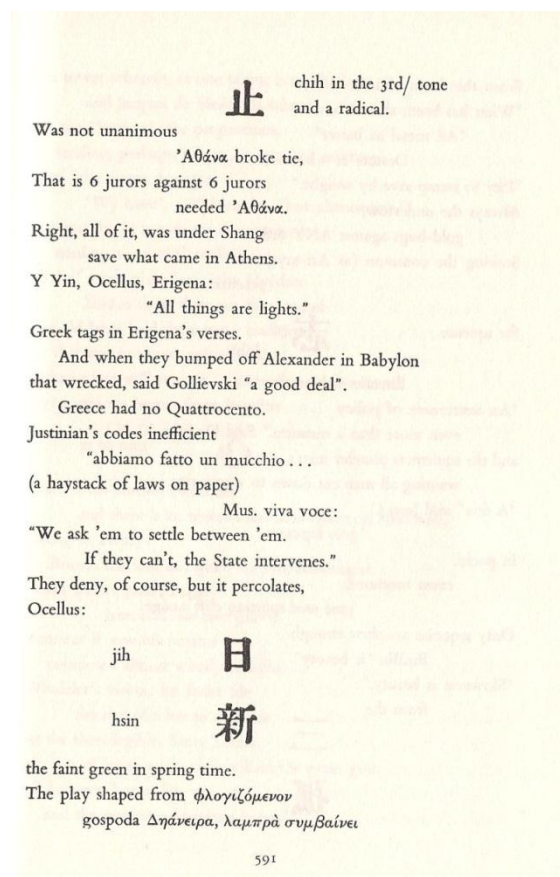 止 chih in the 3rd/ tone
and a radical.
Was not unanimous
'Αθάνα broke tie,
That is 6 jurors against 6 jurors
needed 'Αθάνα.
Right, all of it, was under Shang
save what came in Athens.
Y Yin, Ocellus, Erigena:
“All things are lights.”
Greek tags in Erigena's verses.
And when they bumped off Alexander in Babylon
that wrecked, said Gollievski “a good deal”.
Greece had no Quattrocento.
Justinian's codes inefficient
“abbiamo fatto un mucchio . . .
(a haystack of laws on paper)
Mus. viva voce:
“We ask 'em to settle between 'em.
If they can't, the State intervenes.”
They deny, of course, but it percolates,
Ocellus:
jih 日
hsin 新
the faint green in spring time.
The play shaped from φλογιζόμενον
gospoda Δηάνειρα, λαμπρὰ συμβαίνει
591